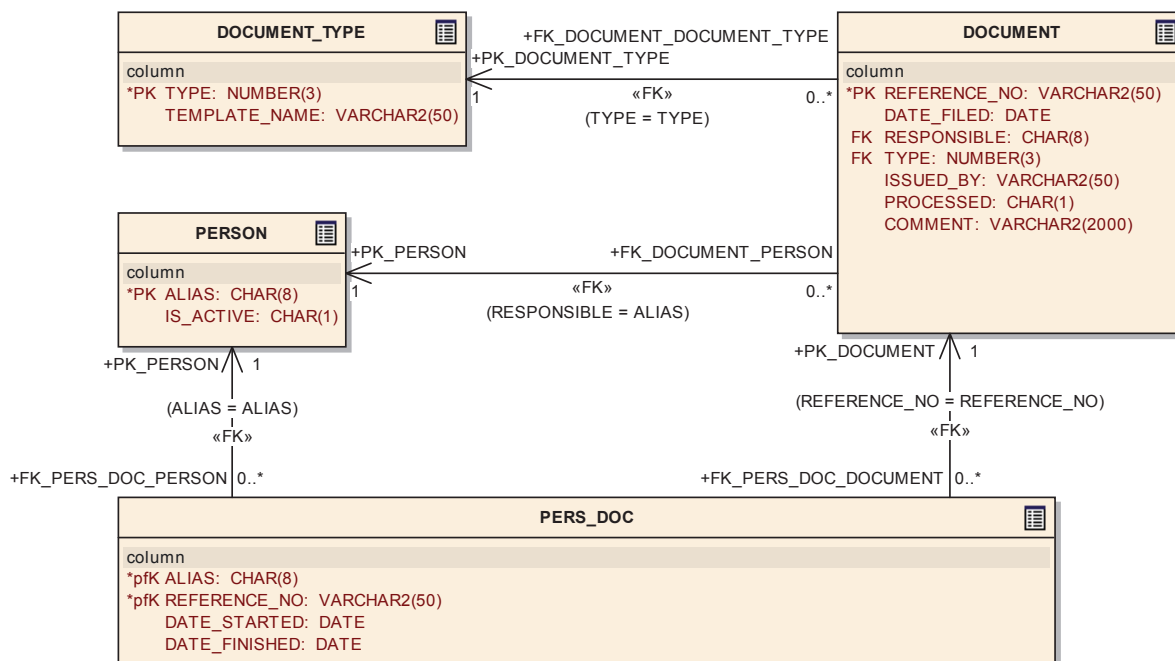 DOCUMENT_TYPE
column
*PK TYPE: NUMBER(3)
TEMPLATE_NAME: VARCHAR2(50)
+FK_DOCUMENT_DOCUMENT_TYPE
+PK_DOCUMENT_TYPE
1
«FK»
0..*
(TYPE = TYPE)
DOCUMENT
column
*PK REFERENCE_NO: VARCHAR2(50)
DATE_FILED: DATE
FK RESPONSIBLE: CHAR(8)
FK TYPE: NUMBER(3)
ISSUED_BY: VARCHAR2(50)
PROCESSED: CHAR(1)
COMMENT: VARCHAR2(2000)
PERSON
column
*PK ALIAS: CHAR(8)
IS_ACTIVE: CHAR(1)
+PK_PERSON
+FK_DOCUMENT_PERSON
1
«FK»
0..*
(RESPONSIBLE = ALIAS)
+PK_PERSON
1
(ALIAS = ALIAS)
«FK»
+FK_PERS_DOC_PERSON
0..*
+PK_DOCUMENT
1
(REFERENCE_NO = REFERENCE_NO)
«FK»
+FK_PERS_DOC_DOCUMENT
0..*
PERS_DOC
column
*pfK ALIAS: CHAR(8)
*pfK REFERENCE_NO: VARCHAR2(50)
DATE_STARTED: DATE
DATE_FINISHED: DATE